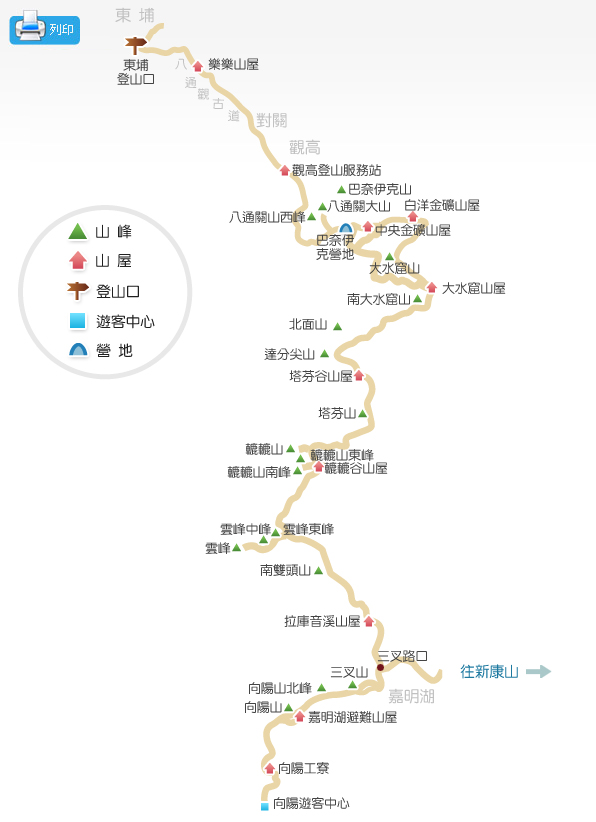 列印
東埔
東埔
登山口
樂樂山屋
八
通
觀
古
道
對關
觀高
觀高登山服務站
巴奈伊克山
八通關大山
白洋金礦山屋
八通關山西峰
中央金礦山屋
巴奈伊
克營地
大水窟山
大水窟山屋
南大水窟山
山 峰
山 屋
登山口
遊客中心
營 地
北面山
達分尖山
塔芬谷山屋
塔芬山
轆轆山
轆轆山東峰
轆轆山南峰
轆轆谷山屋
雲峰中峰
雲峰東峰
雲峰
南雙頭山
拉庫音溪山屋
三叉路口
三叉山
往新康山
向陽山北峰
嘉明湖
向陽山
嘉明湖避難山屋
向陽工寮
向陽遊客中心